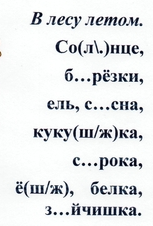 В лесу летом.
Со(л\.)нце,
б…рёзки,
ель, с…сна,
куку(ш/ж)ка,
с…рока,
ё(ш/ж), белка,
з…йчишка.